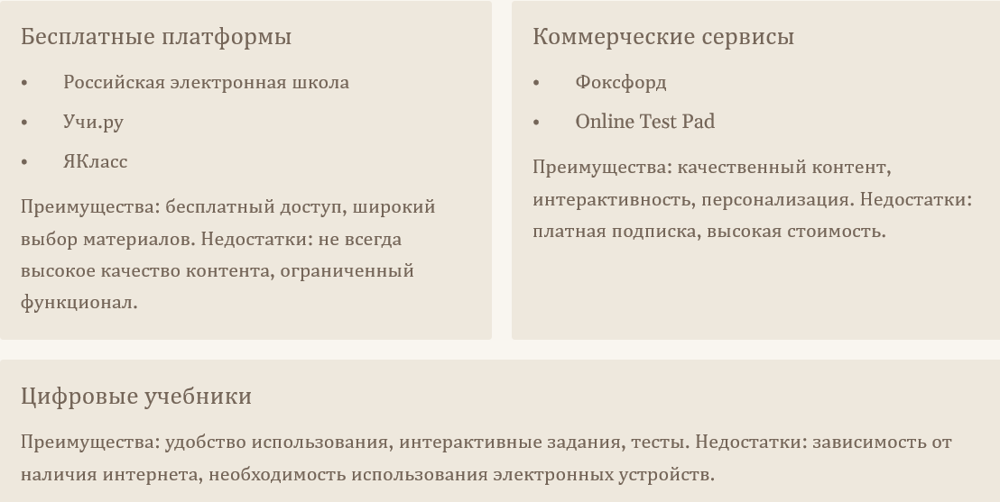 Бесплатные платформы
• Российская электронная школа
• Учи.ру
• ЯКласс
Преимущества: бесплатный доступ, широкий
выбор материалов. Недостатки: не всегда
высокое качество контента, ограниченный
функционал.
Коммерческие сервисы
• Фоксфорд
• Online Test Pad
Преимущества: качественный контент,
интерактивность, персонализация. Недостатки:
платная подписка, высокая стоимость.
Цифровые учебники
Преимущества: удобство использования, интерактивные задания, тесты. Недостатки: зависимость от
наличия интернета, необходимость использования электронных устройств.